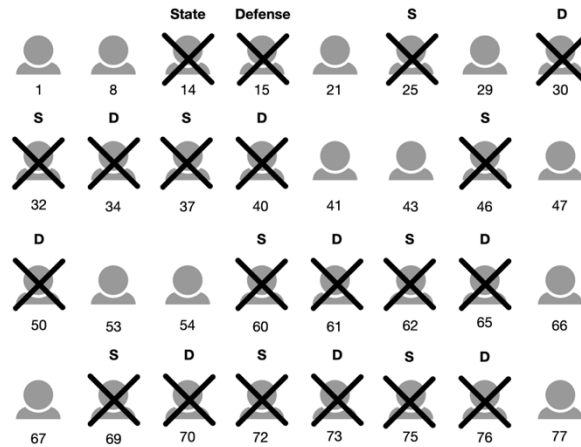 State Defense S D
1 8 14 15 21 25 29 30
S D S D S
32 34 37 40 41 43 46 47
D S D S D
50 53 54 60 61 62 65 66
S D S D S D
67 69 70 72 73 75 76 77